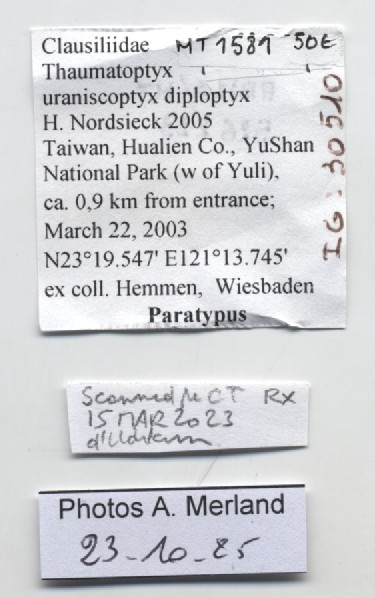 Clausiliidae MT 1581 50E
Thaumatoptyx
uraniscoptyx diploptyx
H. Nordsieck 2005
Taiwan, Hualien Co., YuShan
National Park (w of Yuli),
ca. 0,9 km from entrance;
March 22, 2003
N23°19.547' E121°13.745'
ex coll. Hemmen, Wiesbaden
Paratypus
IG: 30510
Scanned µCT RX
15 MAR 2023
Photos A. Merland
23-10-25